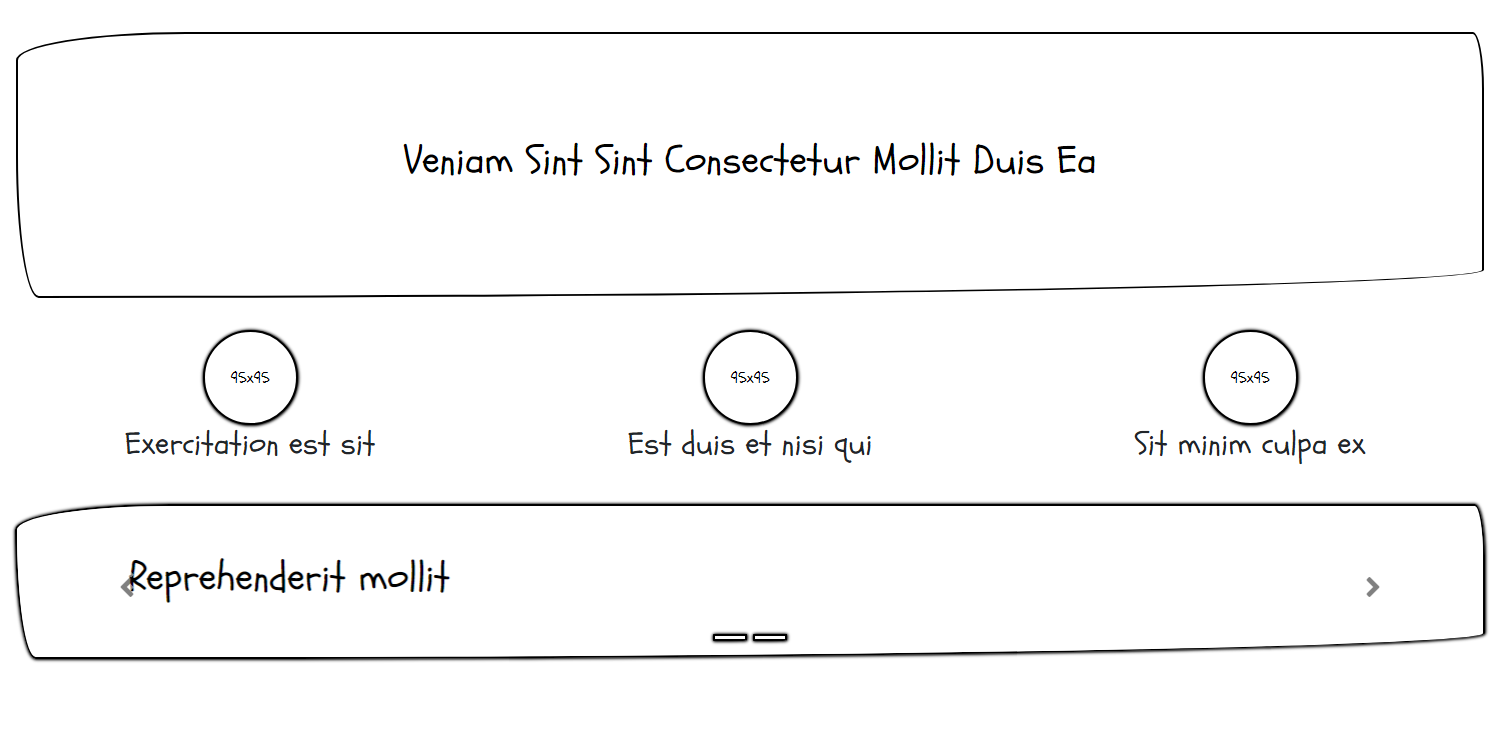 Veniam Sint Sint Consectetur Mollit Duis Ea
95x95
95x95
95x95
Exercitation est sit
Est duis et nisi qui
Sit minim culpa ex
Reprehenderit mollit